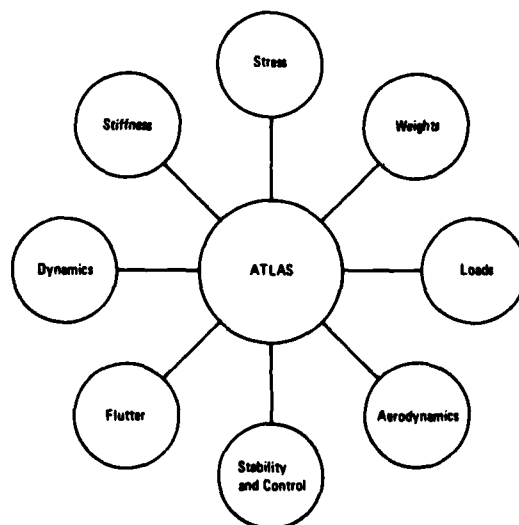 Stress
Stiffness
Weights
Dynamics
ATLAS
Loads
Flutter
Aerodynamics
Stability
and Control